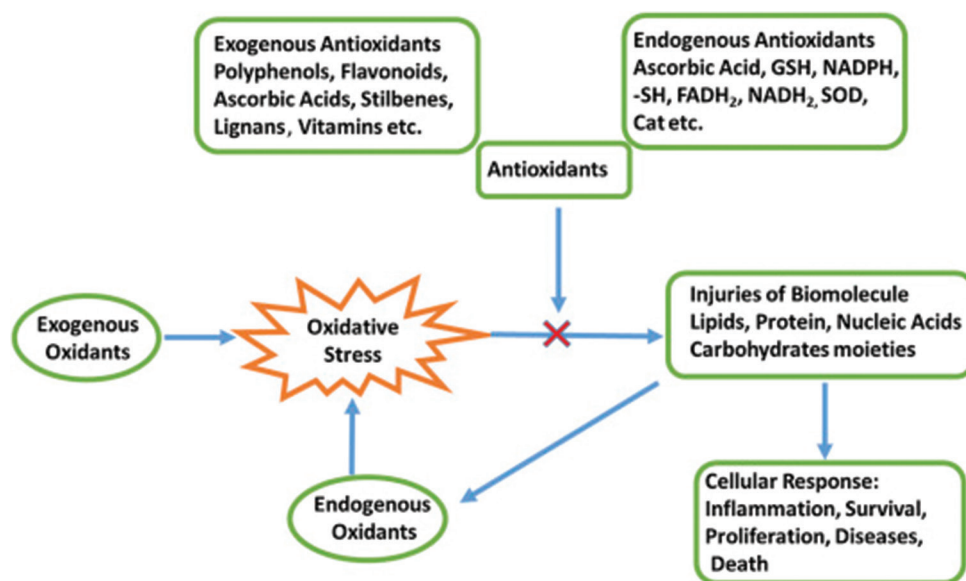 Exogenous Antioxidants
Polyphenols, Flavonoids,
Ascorbic Acids, Stilbenes,
Lignans, Vitamins etc.
Endogenous Antioxidants
Ascorbic Acid, GSH, NADPH,
-SH, FADH₂, NADH₂, SOD,
Cat etc.
Antioxidants
Exogenous
Oxidants
Oxidative
Stress
Injuries of Biomolecule
Lipids, Protein, Nucleic Acids
Carbohydrates moieties
Endogenous
Oxidants
Cellular Response:
Inflammation, Survival,
Proliferation, Diseases,
Death